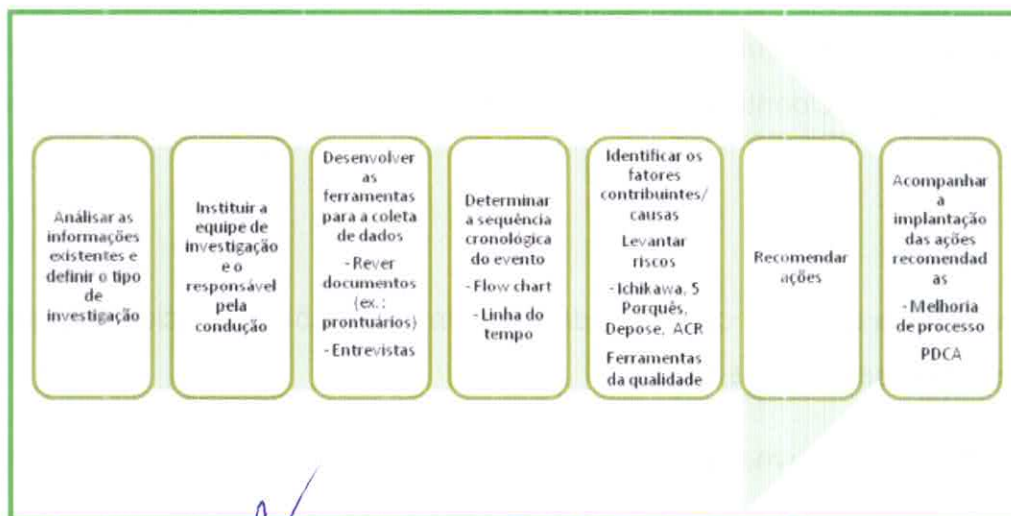 Análisar as
informações
existentes e
definir o tipo
de
investigação
Instituir a
equipe de
investigação
e o
responsável
pela
condução
Desenvolver
as
ferramentas
para a coleta
de dados
- Rever
documentos
(ex.:
prontuários)
- Entrevistas
Determinar
a sequência
cronológica
do evento
- Flow chart
- Linha do
tempo
Identificar os
fatores
contribuintes/
causas
Levantar
riscos
- Ichikawa, 5
Porquês,
Depose, ACR
Ferramentas
da qualidade
Recomendar
ações
Acompanhar
a
implantação
das ações
recomendad
as
- Melhoria
de processo
PDCA